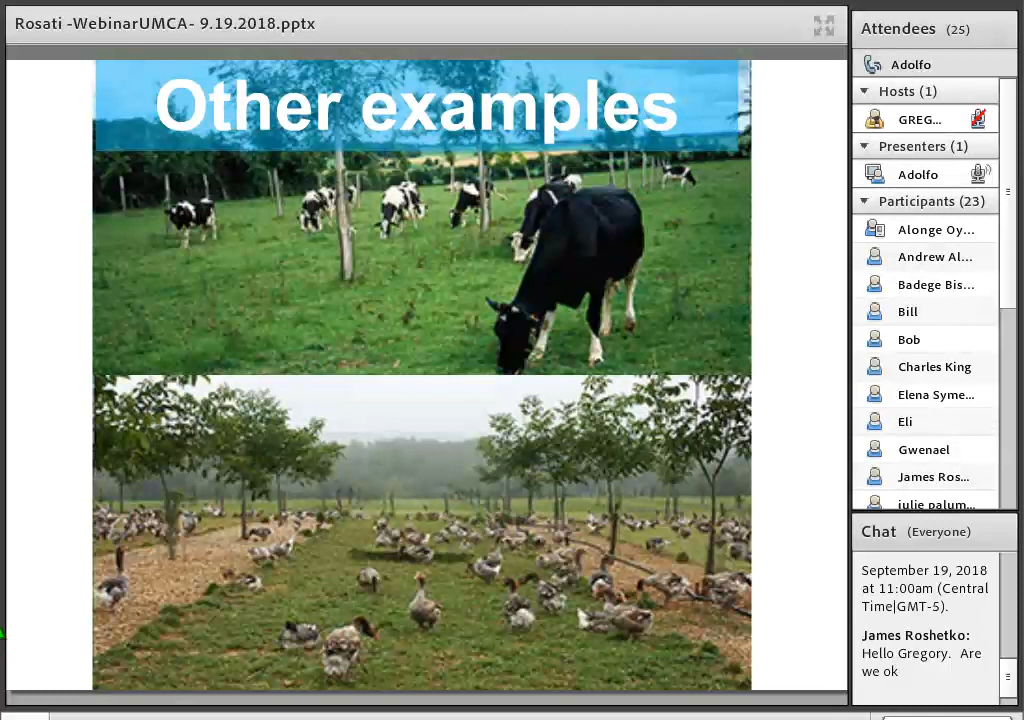 Rosati -WebinarUMCA- 9.19.2018.pptx
Other examples
Attendees (25)
Adolfo
Hosts (1)
GREG...
Presenters (1)
Adolfo
Participants (23)
Alonge Oy...
Andrew Al...
Badege Bis...
Bill
Bob
Charles King
Elena Syme...
Eli
Gwenael
James Ros...
julie palum...
Chat (Everyone)
September 19, 2018
at 11:00am (Central
Time|GMT-5).
James Roshetko:
Hello Gregory. Are
we ok